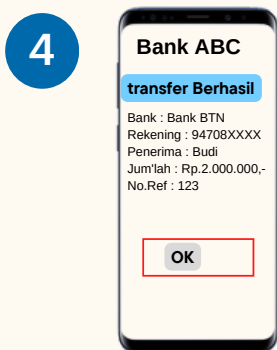 4
Bank ABC
transfer Berhasil
Bank : Bank BTN
Rekening : 94708XXXX
Penerima : Budi
Jum'lah : Rp.2.000.000,-
No.Ref : 123
OK